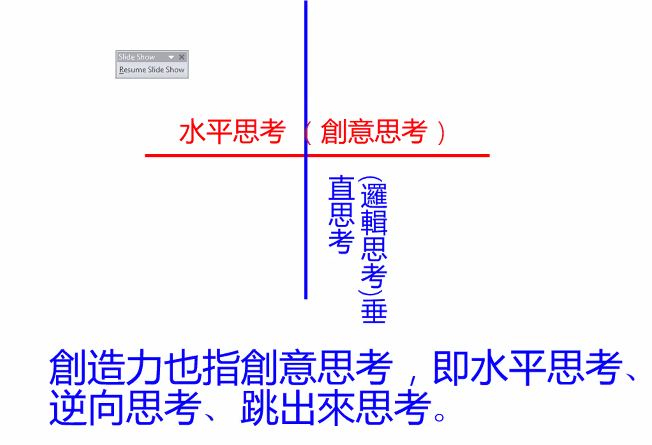 Slide Show
Resume Slide Show
水平思考（創意思考）
(邏輯思考)垂
直思考
創造力也指創意思考，即水平思考、
逆向思考、跳出來思考。